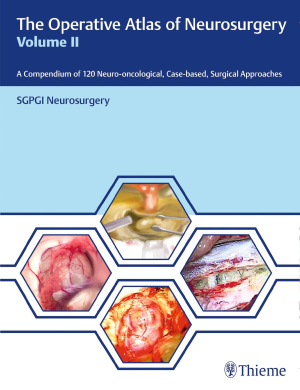 The Operative Atlas of Neurosurgery
Volume II
A Compendium of 120 Neuro-oncological, Case-based, Surgical Approaches
SGPGI Neurosurgery
Thieme